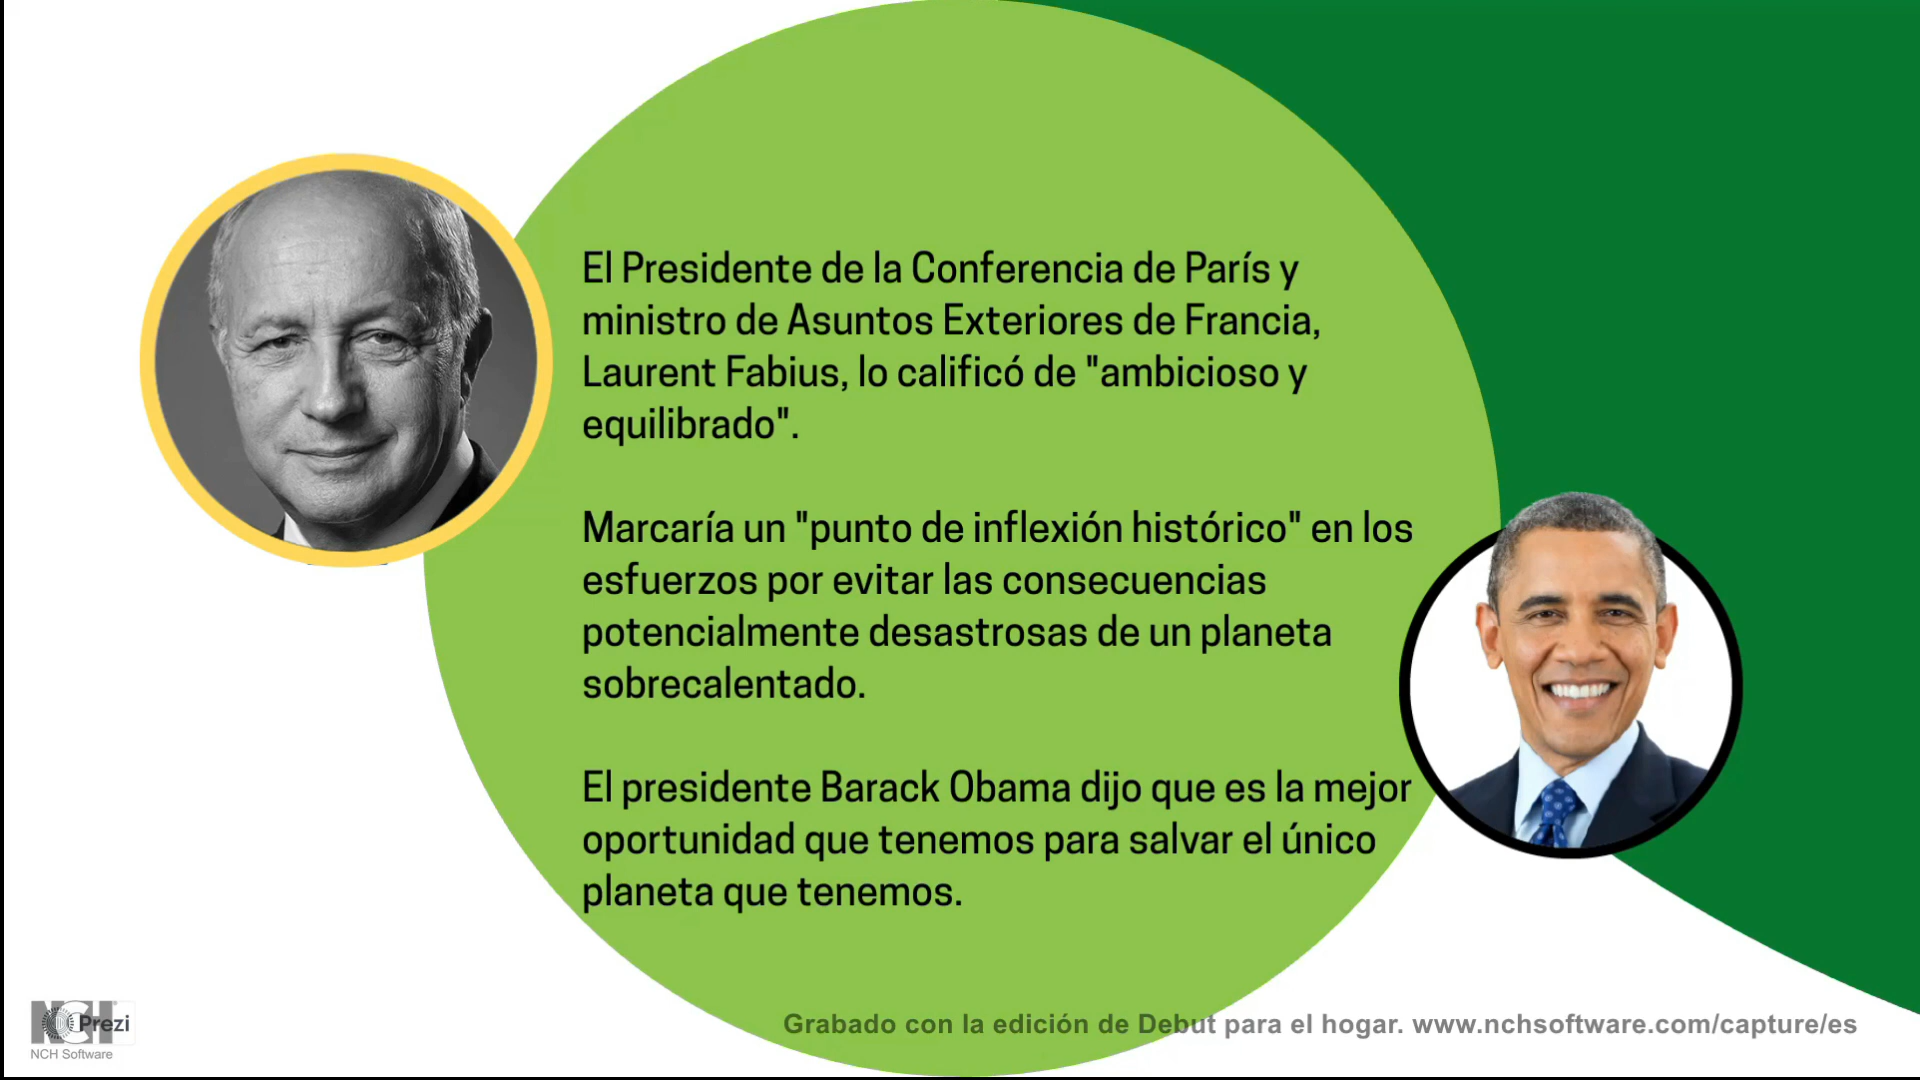 El Presidente de la Conferencia de París y
ministro de Asuntos Exteriores de Francia,
Laurent Fabius, lo calificó de "ambicioso y
equilibrado".
Marcaría un "punto de inflexión histórico" en los
esfuerzos por evitar las consecuencias
potencialmente desastrosas de un planeta
sobrecalentado.
El presidente Barack Obama dijo que es la mejor
oportunidad que tenemos para salvar el único
planeta que tenemos.
NCH
Prezi
NCH Software
Grabado con la edición de Debut para el hogar. www.nchsoftware.com/capture/es